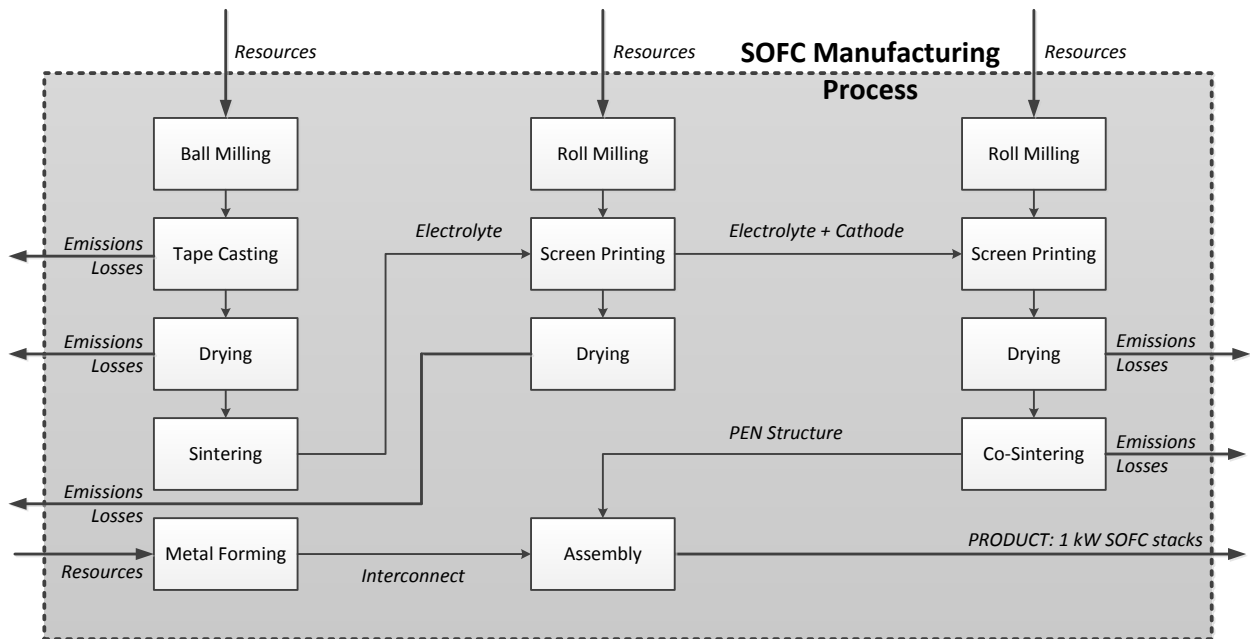 Resources
Resources
SOFC Manufacturing
Process
Resources
Ball Milling
Roll Milling
Roll Milling
Emissions
Losses
Tape Casting
Electrolyte
Screen Printing
Electrolyte + Cathode
Screen Printing
Emissions
Losses
Drying
Drying
Drying
Emissions
Losses
Sintering
PEN Structure
Co-Sintering
Emissions
Losses
Emissions
Losses
Resources
Metal Forming
Interconnect
Assembly
PRODUCT: 1 kW SOFC stacks